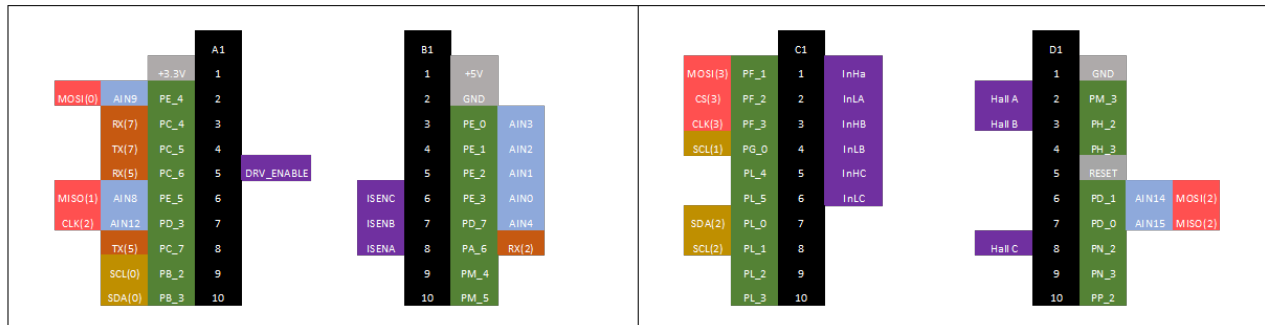 A1 B1 C1 D1
+3.3V 1 1 +5V MOSI(3) PF_1 1 InHa 1 GND
MOSI(0) AIN9 PE_4 2 2 GND CS(3) PF_2 2 InLA Hall A 2 PM_3
RX(7) PC_4 3 3 PE_0 AIN3 CLK(3) PF_3 3 InHB Hall B 3 PH_2
TX(7) PC_5 4 4 PE_1 AIN2 SCL(1) PG_0 4 InLB 4 PH_3
RX(5) PC_6 5 DRV_ENABLE 5 PE_2 AIN1 PL_4 5 InHC 5 RESET
MISO(1) AIN8 PE_5 6 ISENC 6 PE_3 AIN0 PL_5 6 InLC 6 PD_1 AIN14 MOSI(2)
CLK(2) AIN12 PD_3 7 ISENB 7 PD_7 AIN4 SDA(2) PL_0 7 7 PD_0 AIN15 MISO(2)
TX(5) PC_7 8 ISENA 8 PA_6 RX(2) SCL(2) PL_1 8 Hall C 8 PN_2
SCL(0) PB_2 9 9 PM_4 PL_2 9 9 PN_3
SDA(0) PB_3 10 10 PM_5 PL_3 10 10 PP_2